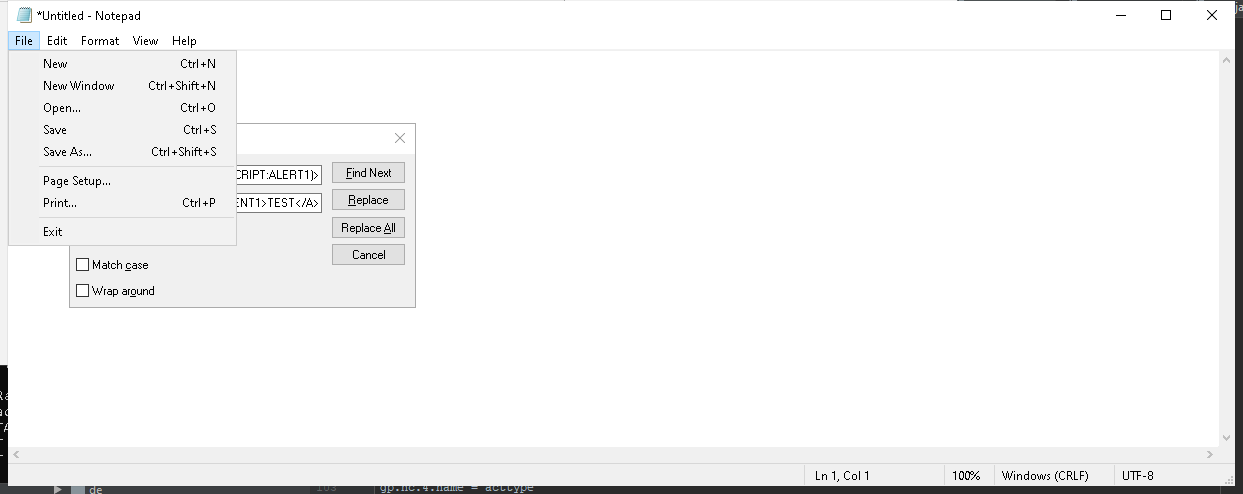 *Untitled - Notepad
File Edit Format View Help
New Ctrl+N
New Window Ctrl+Shift+N
Open... Ctrl+O
Save Ctrl+S
Save As... Ctrl+Shift+S
Page Setup...
Print... Ctrl+P
Exit
CRIPT:ALERT1)> Find Next
ENT1>TEST</A> Replace
Replace All
Cancel
Match case
Wrap around
Ln 1, Col 1 100% Windows (CRLF) UTF-8
de
gp.nc.4.name = acctype